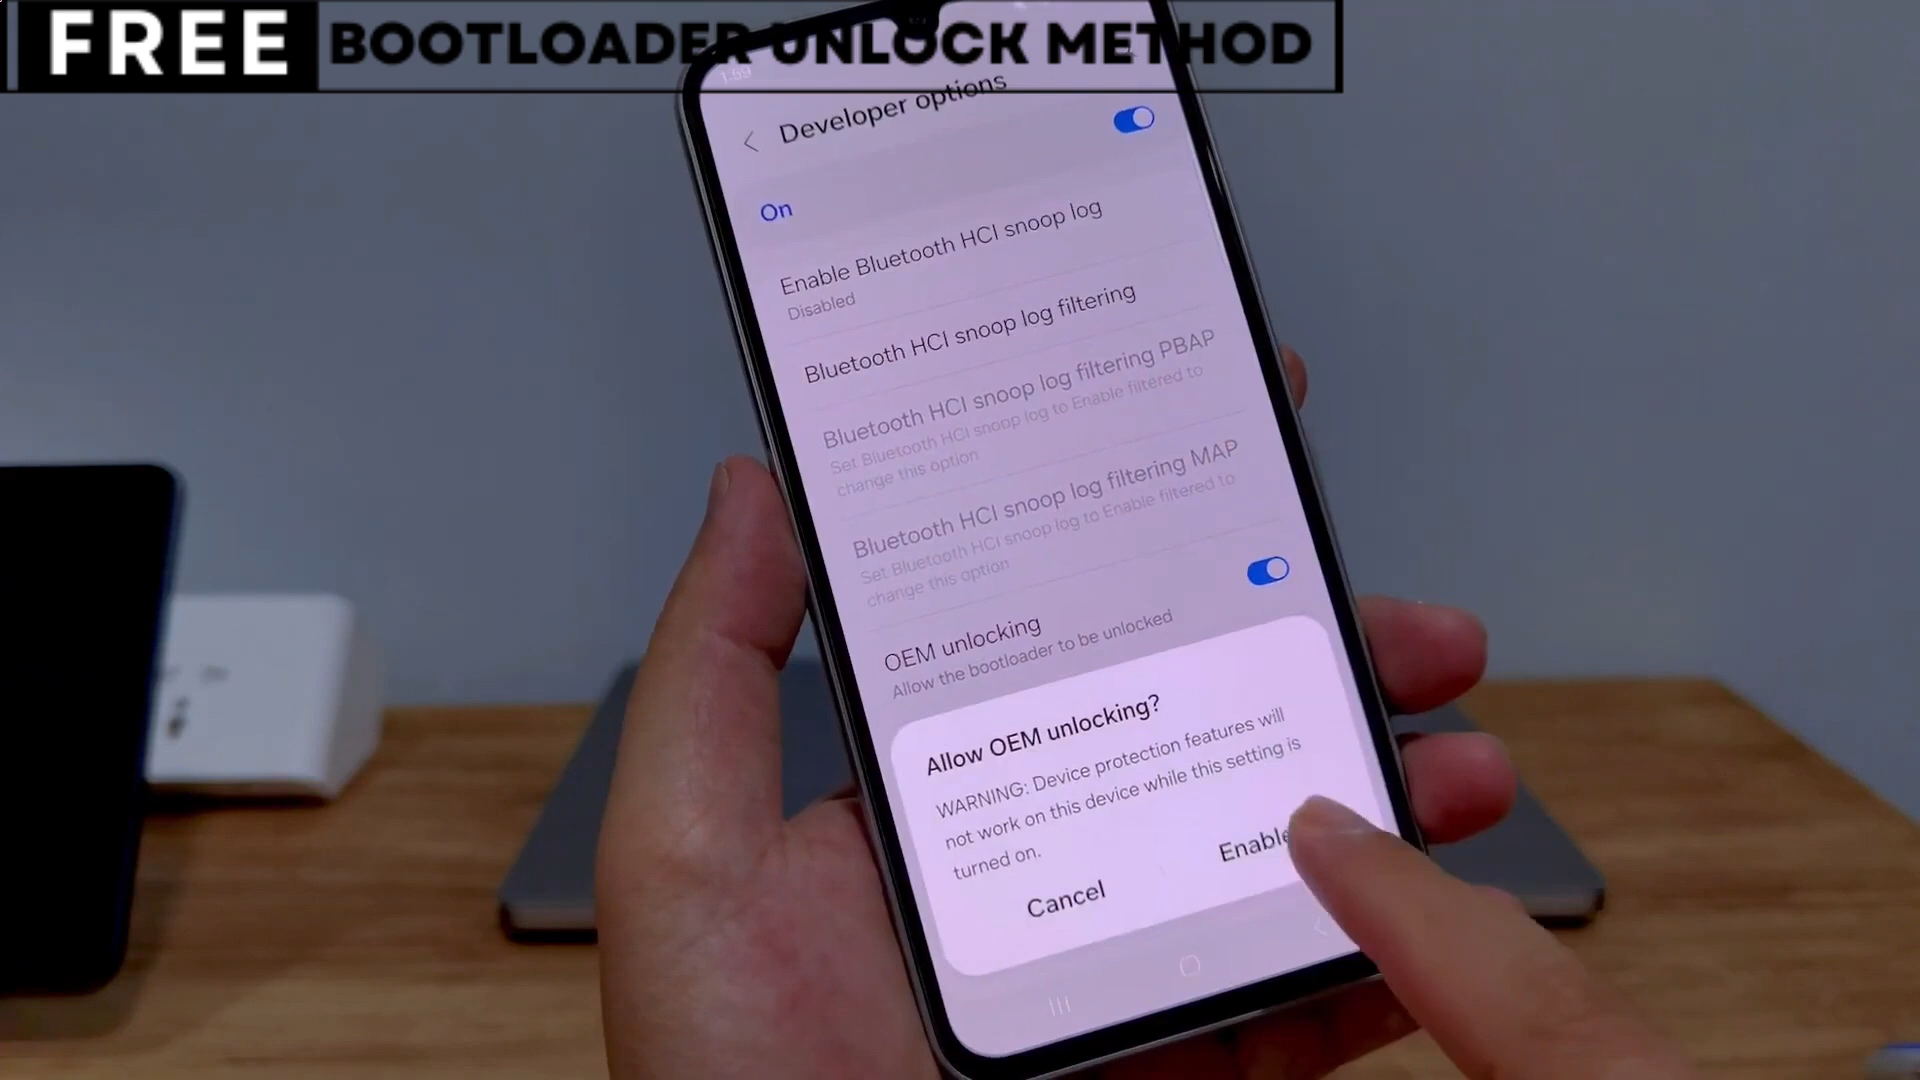 FREE BOOTLOADER UNLOCK METHOD
1:59
Developer options
On
Enable Bluetooth HCI snoop log
Disabled
Bluetooth HCI snoop log filtering
Bluetooth HCI snoop log filtering PBAP
Set Bluetooth HCI snoop log to Enable filtered to
change this option
Bluetooth HCI snoop log filtering MAP
Set Bluetooth HCI snoop log to Enable filtered to
change this option
OEM unlocking
Allow the bootloader to be unlocked
Allow OEM unlocking?
WARNING: Device protection features will
not work on this device while this setting is
turned on.
Cancel
Enable